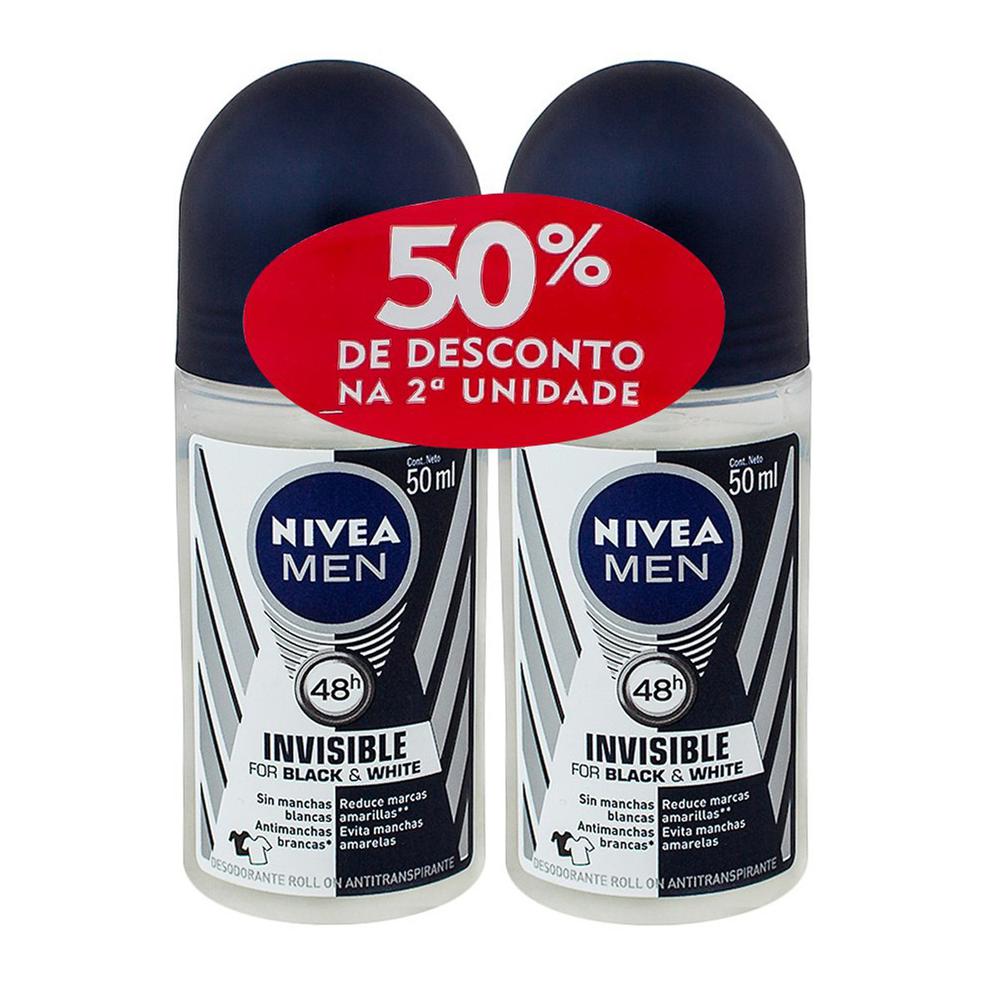 50%
DE DESCONTO
NA 2ª UNIDADE
Cont. Neto
50 ml
NIVEA
MEN
48h
INVISIBLE
FOR BLACK & WHITE
Sin manchas
blancas
Antimanchas
brancas*
Reduce marcas
amarillas**
Evita manchas
amarelas
DESODORANTE ROLL ON ANTITRANSPIRANTE
Cont. Neto
50 ml
NIVEA
MEN
48h
INVISIBLE
FOR BLACK & WHITE
Sin manchas
blancas
Antimanchas
brancas*
Reduce marcas
amarillas**
Evita manchas
amarelas
DESODORANTE ROLL ON ANTITRANSPIRANTE